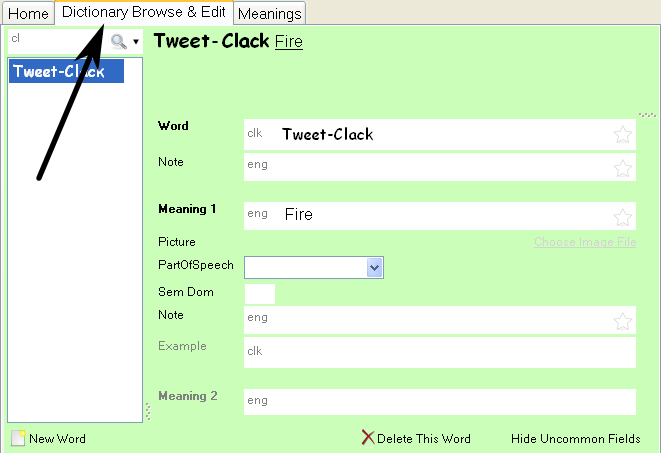 Home Dictionary Browse & Edit Meanings
cl
Tweet-Clack Fire
Tweet-Clack
Word clk Tweet-Clack
Note eng
Meaning 1 eng Fire
Picture Choose Image File
PartOfSpeech
Sem Dom
Note eng
Example clk
Meaning 2 eng
New Word Delete This Word Hide Uncommon Fields